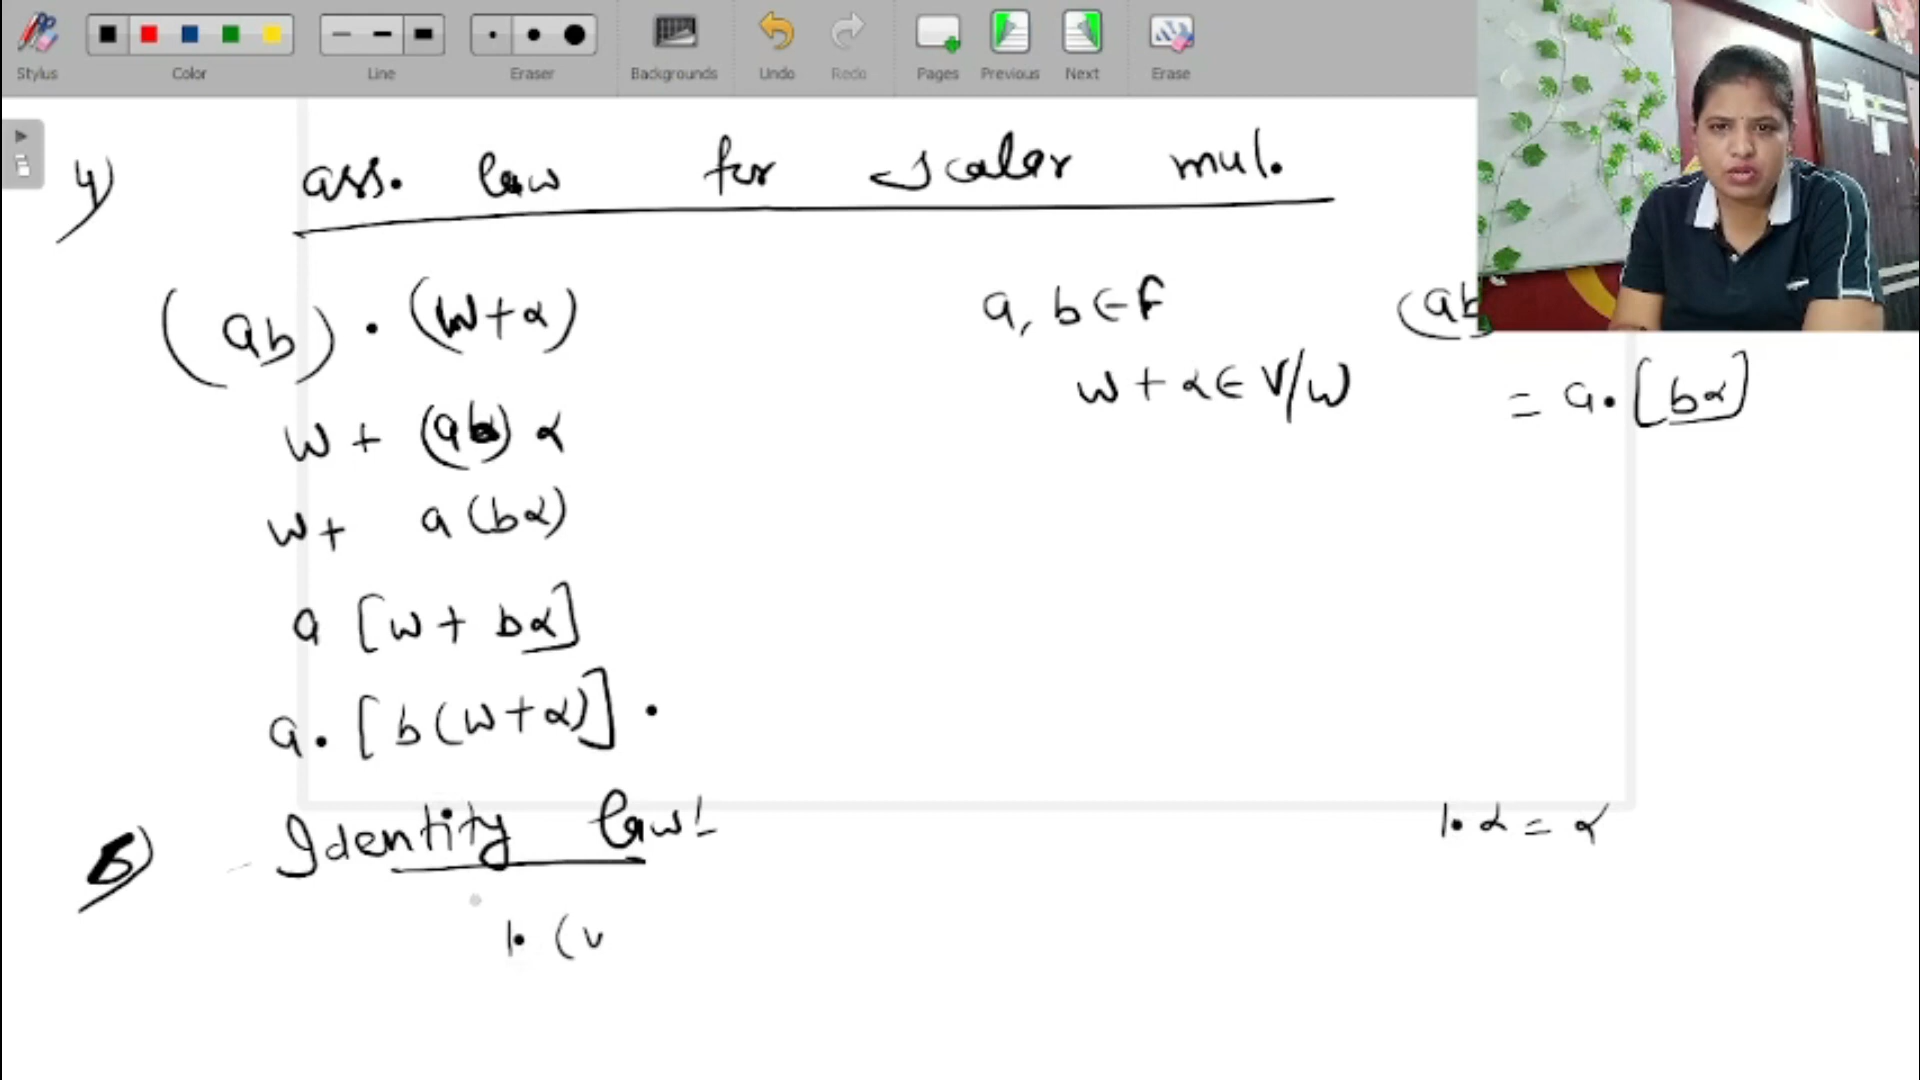 Stylus Color Line Eraser Backgrounds Undo Redo Pages Previous Next Erase
4) ass. law for scalar mul.
(ab) · (W+α) a, b ∈ F (ab
w + α ∈ V/W = a·[bα]
W + (ab) α
W + a (bα)
a [W + bα]
a· [b(W+α)] ·
5) Identity law:- 1·α = α
1· (